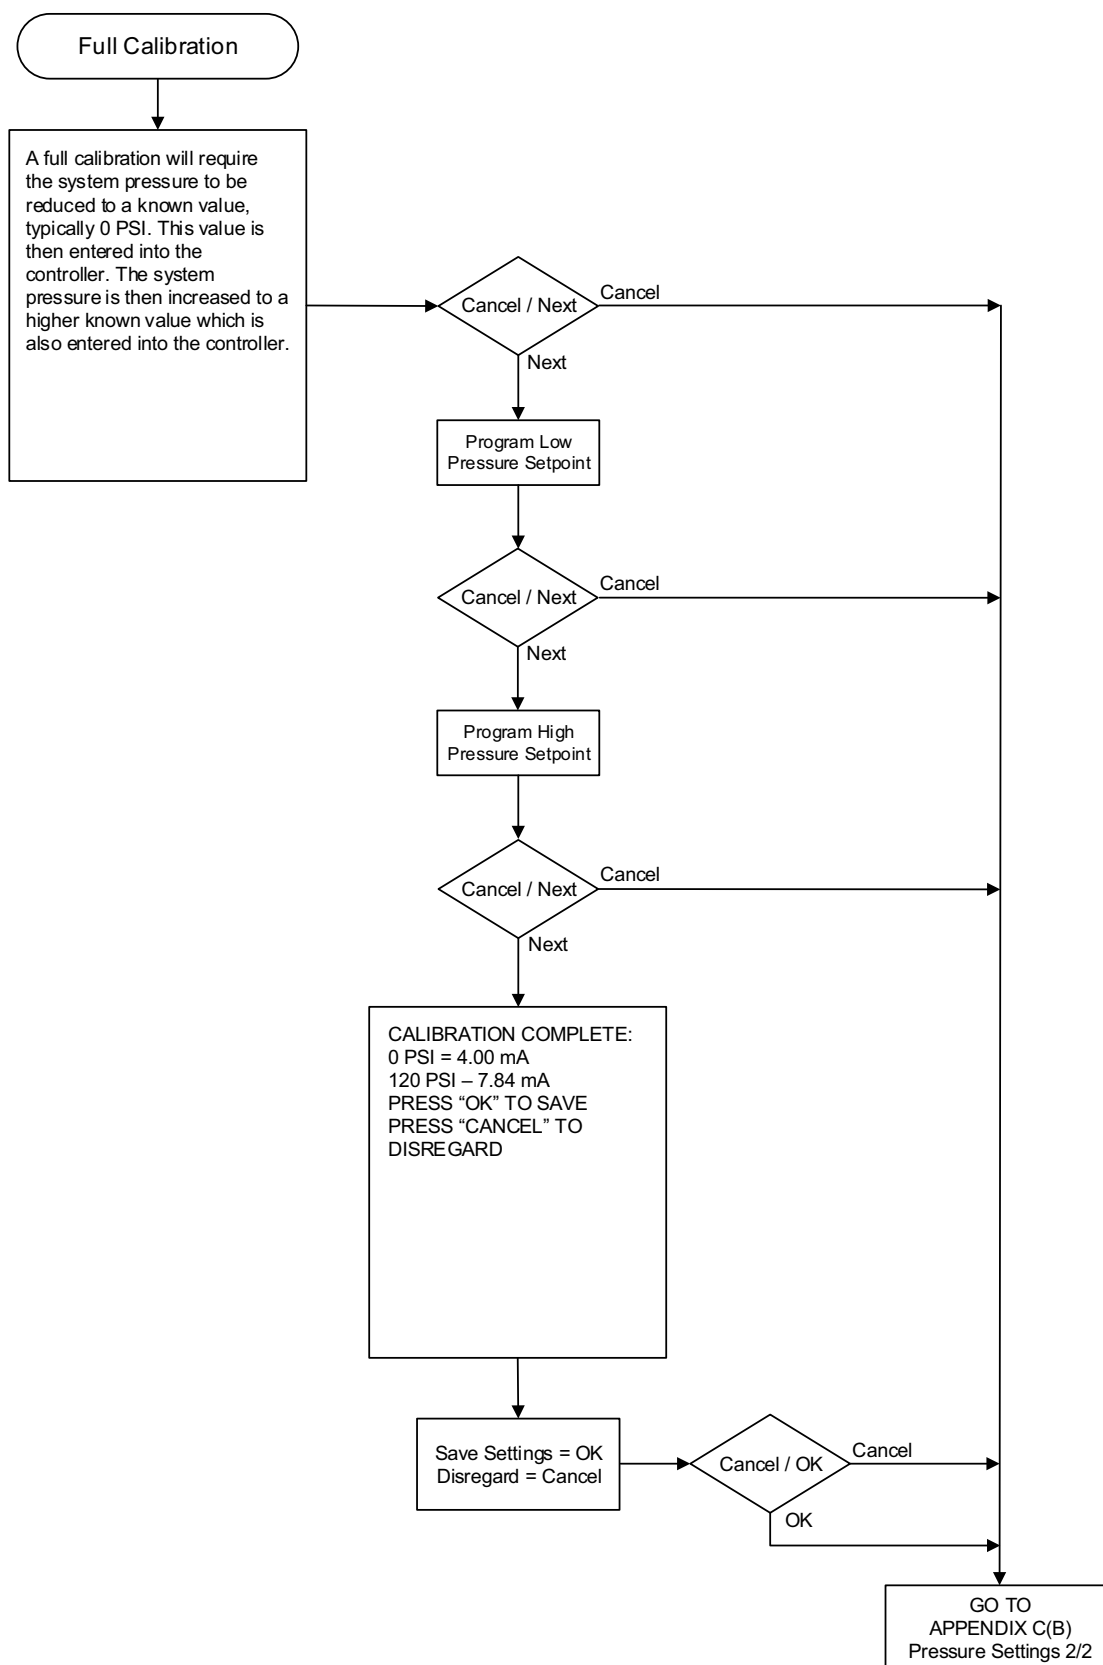 Full Calibration
A full calibration will require
the system pressure to be
reduced to a known value,
typically 0 PSI. This value is
then entered into the
controller. The system
pressure is then increased to a
higher known value which is
also entered into the controller.
Cancel / Next
Cancel
Next
Program Low
Pressure Setpoint
Cancel / Next
Cancel
Next
Program High
Pressure Setpoint
Cancel / Next
Cancel
Next
CALIBRATION COMPLETE:
0 PSI = 4.00 mA
120 PSI – 7.84 mA
PRESS “OK” TO SAVE
PRESS “CANCEL” TO
DISREGARD
Save Settings = OK
Disregard = Cancel
Cancel / OK
Cancel
OK
GO TO
APPENDIX C(B)
Pressure Settings 2/2